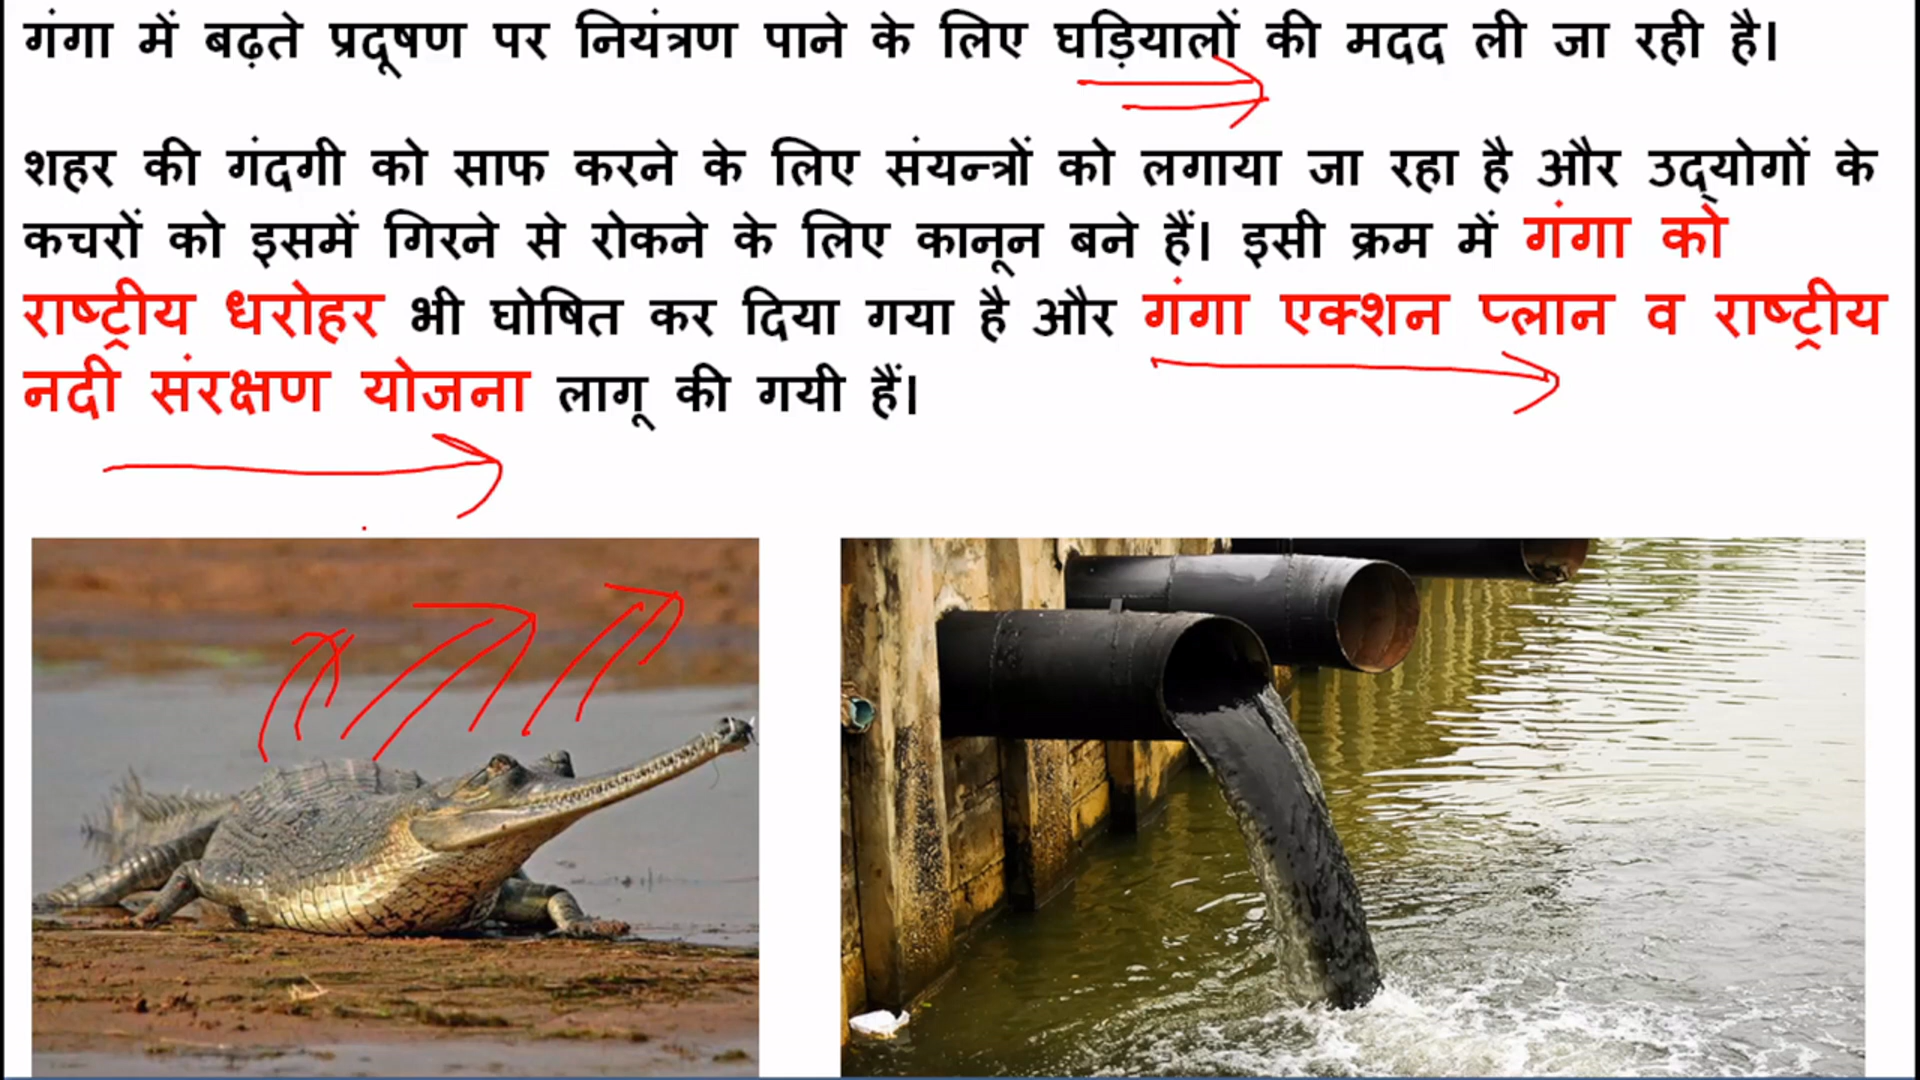 गंगा में बढ़ते प्रदूषण पर नियंत्रण पाने के लिए घड़ियालों की मदद ली जा रही है।
शहर की गंदगी को साफ करने के लिए संयन्त्रों को लगाया जा रहा है और उद्योगों के
कचरों को इसमें गिरने से रोकने के लिए कानून बने हैं। इसी क्रम में गंगा को
राष्ट्रीय धरोहर भी घोषित कर दिया गया है और गंगा एक्शन प्लान व राष्ट्रीय
नदी संरक्षण योजना लागू की गयी हैं।